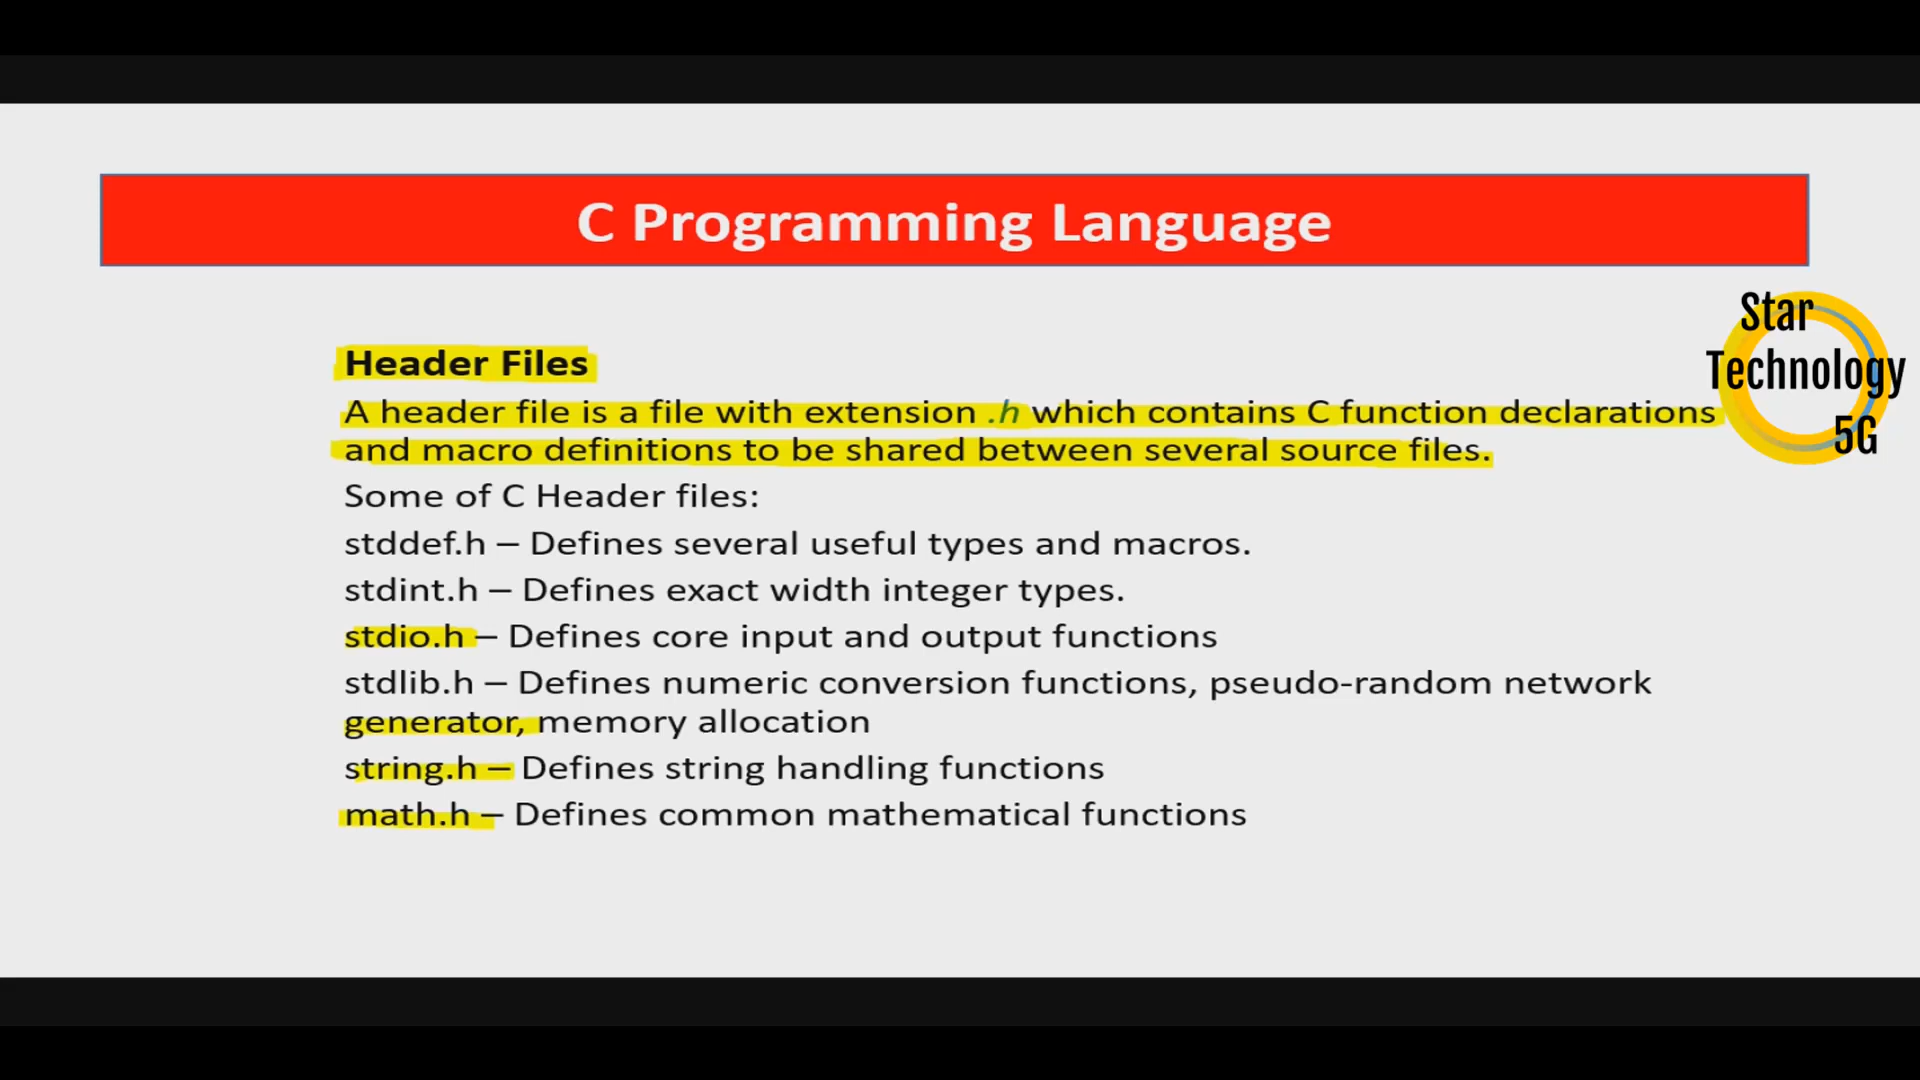 C Programming Language
Star
Technology
5G
Header Files
A header file is a file with extension .h which contains C function declarations
and macro definitions to be shared between several source files.
Some of C Header files:
stddef.h – Defines several useful types and macros.
stdint.h – Defines exact width integer types.
stdio.h – Defines core input and output functions
stdlib.h – Defines numeric conversion functions, pseudo-random network
generator, memory allocation
string.h – Defines string handling functions
math.h – Defines common mathematical functions